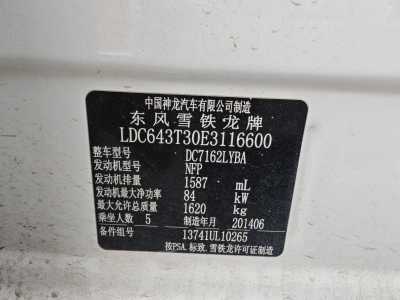 中国神龙汽车有限公司制造
东风雪铁龙牌
LDC643T30E3116600
整车型号 DC7162LYBA
发动机型号 NFP
发动机排量 1587 mL
发动机最大净功率 84 kW
最大允许总质量 1620 kg
乘坐人数 5 制造年月 201406
备件组号 13741UL10265
按PSA.标致.雪铁龙许可证制造